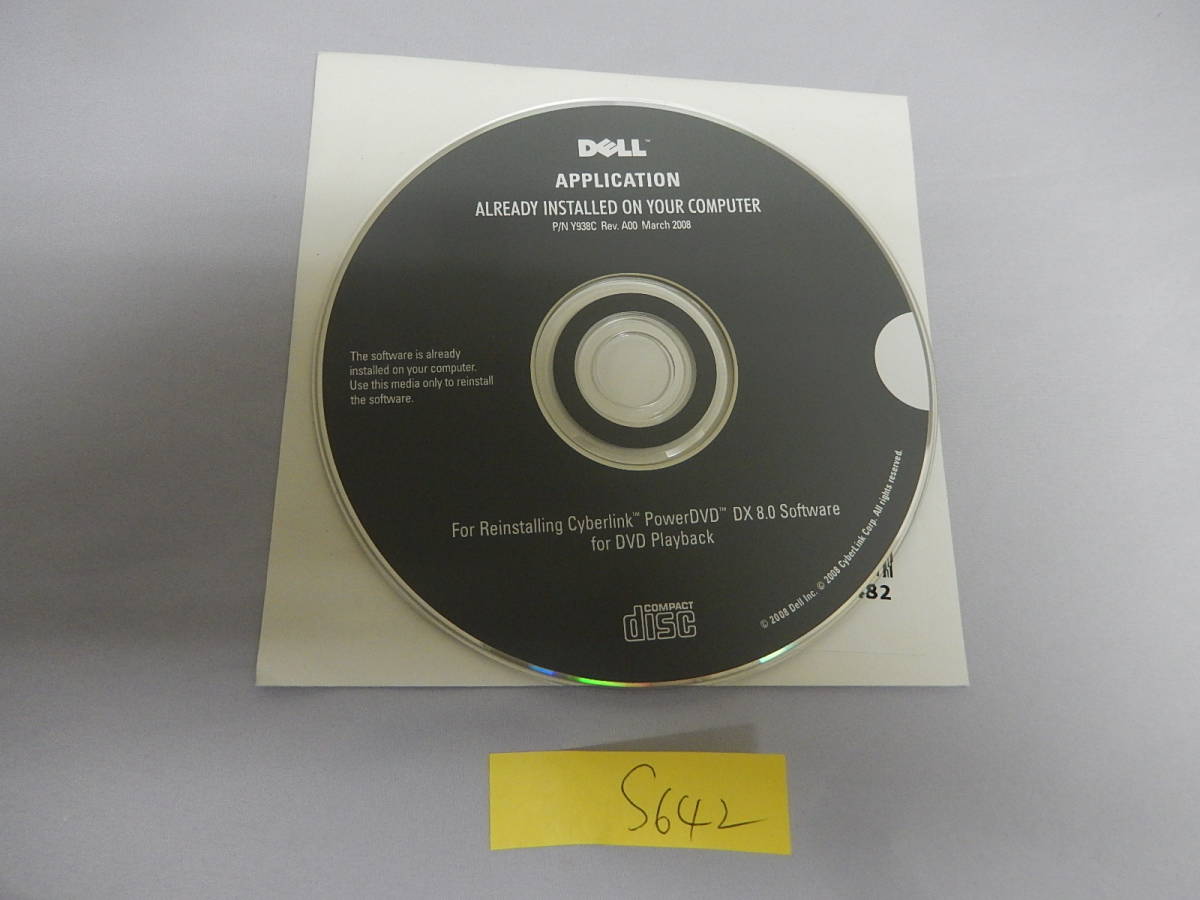 DELL™
APPLICATION
ALREADY INSTALLED ON YOUR COMPUTER
P/N Y938C Rev. A00 March 2008
The software is already
installed on your computer.
Use this media only to reinstall
the software.
For Reinstalling Cyberlink™ PowerDVD™ DX 8.0 Software
for DVD Playback
COMPACT
disc
© 2008 Dell Inc. © 2008 CyberLink Corp. All rights reserved.
482
S642